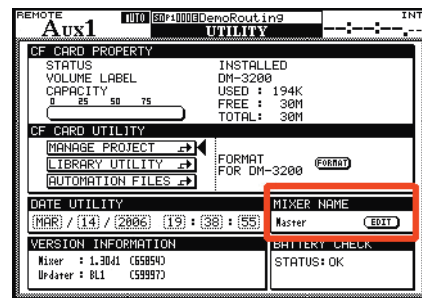 REMOTE AUTO DemoRouting INT
Aux1 UTILITY --:--:--
CF CARD PROPERTY
STATUS INSTALLED
VOLUME LABEL DM-3200
CAPACITY USED : 194K
0 25 50 75 FREE : 30M
TOTAL: 30M
CF CARD UTILITY
MANAGE PROJECT
LIBRARY UTILITY
AUTOMATION FILES
FORMAT FOR DM-3200 FORMAT
DATE UTILITY
MAR / 14 / 2006 19 : 38 : 55
MIXER NAME
Master EDIT
VERSION INFORMATION
Mixer : 1.30d1 (65854)
Updater : BL1 (59997)
BATTERY CHECK
STATUS: OK